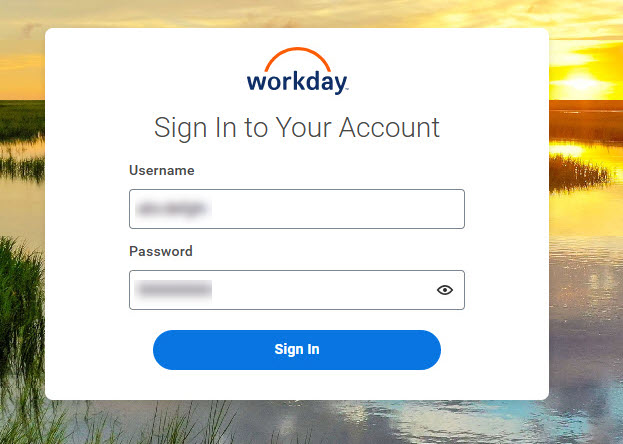 workday
Sign In to Your Account
Username
Password
Sign In